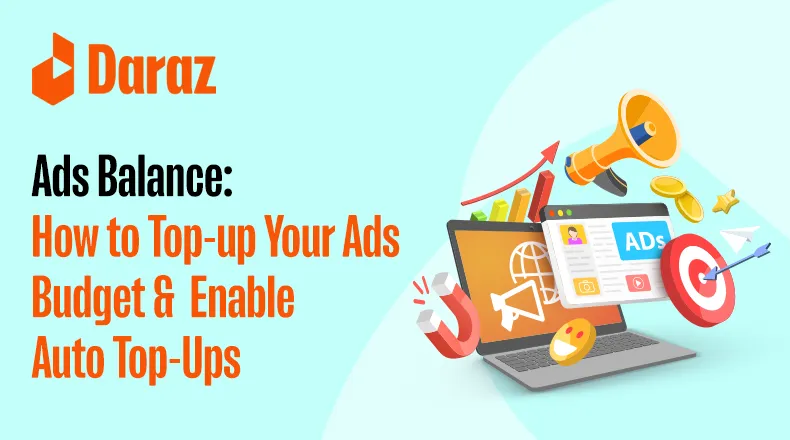 Daraz
Ads Balance:
How to Top-up Your Ads
Budget & Enable
Auto Top-Ups
ADs